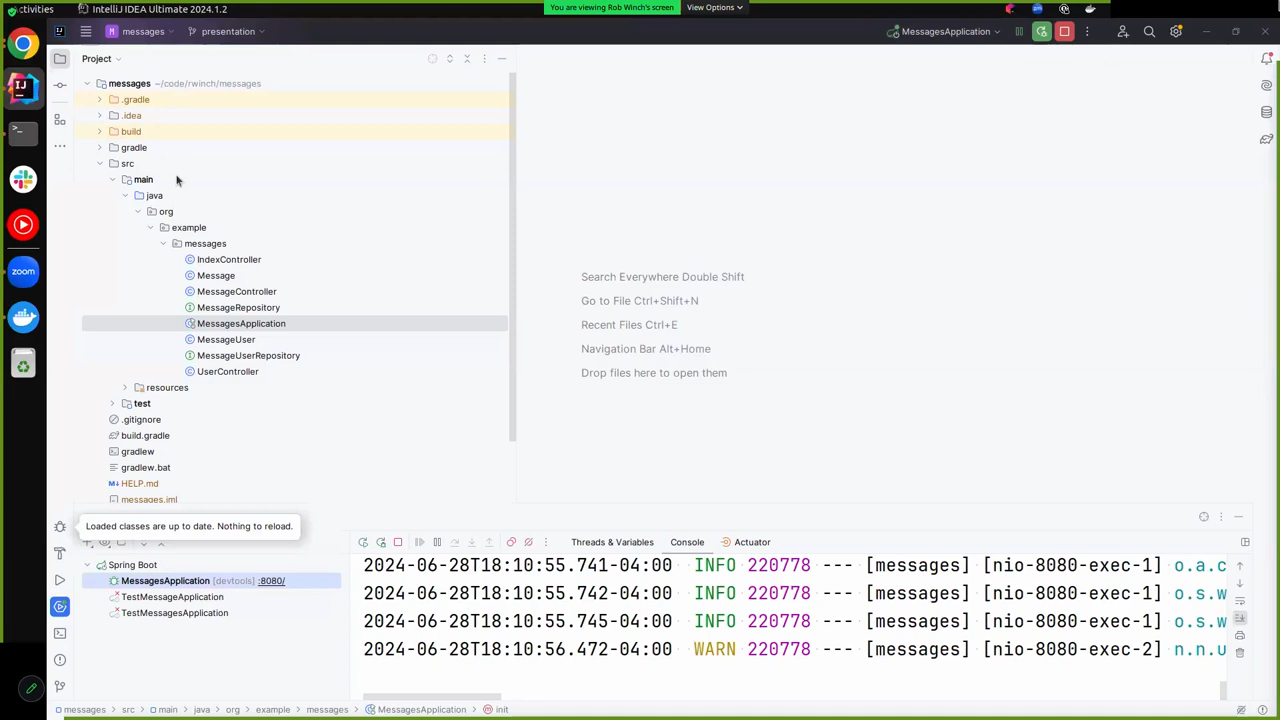 Activities
IntelliJ IDEA Ultimate 2024.1.2
You are viewing Rob Winch's screen
View Options
messages
presentation
MessagesApplication
Project
messages ~/code/rwinch/messages
.gradle
.idea
build
gradle
src
main
java
org
example
messages
IndexController
Message
MessageController
MessageRepository
MessagesApplication
MessageUser
MessageUserRepository
UserController
resources
test
.gitignore
build.gradle
gradlew
gradlew.bat
HELP.md
messages.iml
Search Everywhere Double Shift
Go to File Ctrl+Shift+N
Recent Files Ctrl+E
Navigation Bar Alt+Home
Drop files here to open them
Loaded classes are up to date. Nothing to reload.
Threads & Variables
Console
Actuator
Spring Boot
MessagesApplication [devtools] :8080/
TestMessageApplication
TestMessagesApplication
2024-06-28T18:10:55.741-04:00 INFO 220778 --- [messages] [nio-8080-exec-1] o.a.c
2024-06-28T18:10:55.742-04:00 INFO 220778 --- [messages] [nio-8080-exec-1] o.s.w
2024-06-28T18:10:55.745-04:00 INFO 220778 --- [messages] [nio-8080-exec-1] o.s.w
2024-06-28T18:10:56.472-04:00 WARN 220778 --- [messages] [nio-8080-exec-2] n.n.u
messages > src > main > java > org > example > messages > MessagesApplication > init